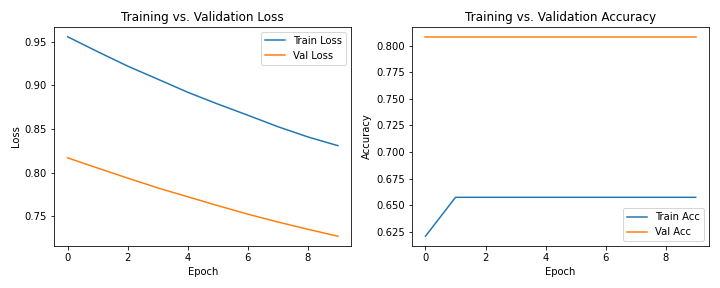 Training vs. Validation Loss
0.95
0.90
0.85
0.80
0.75
Loss
0 2 4 6 8
Epoch
Train Loss
Val Loss
Training vs. Validation Accuracy
0.800
0.775
0.750
0.725
0.700
0.675
0.650
0.625
Accuracy
0 2 4 6 8
Epoch
Train Acc
Val Acc